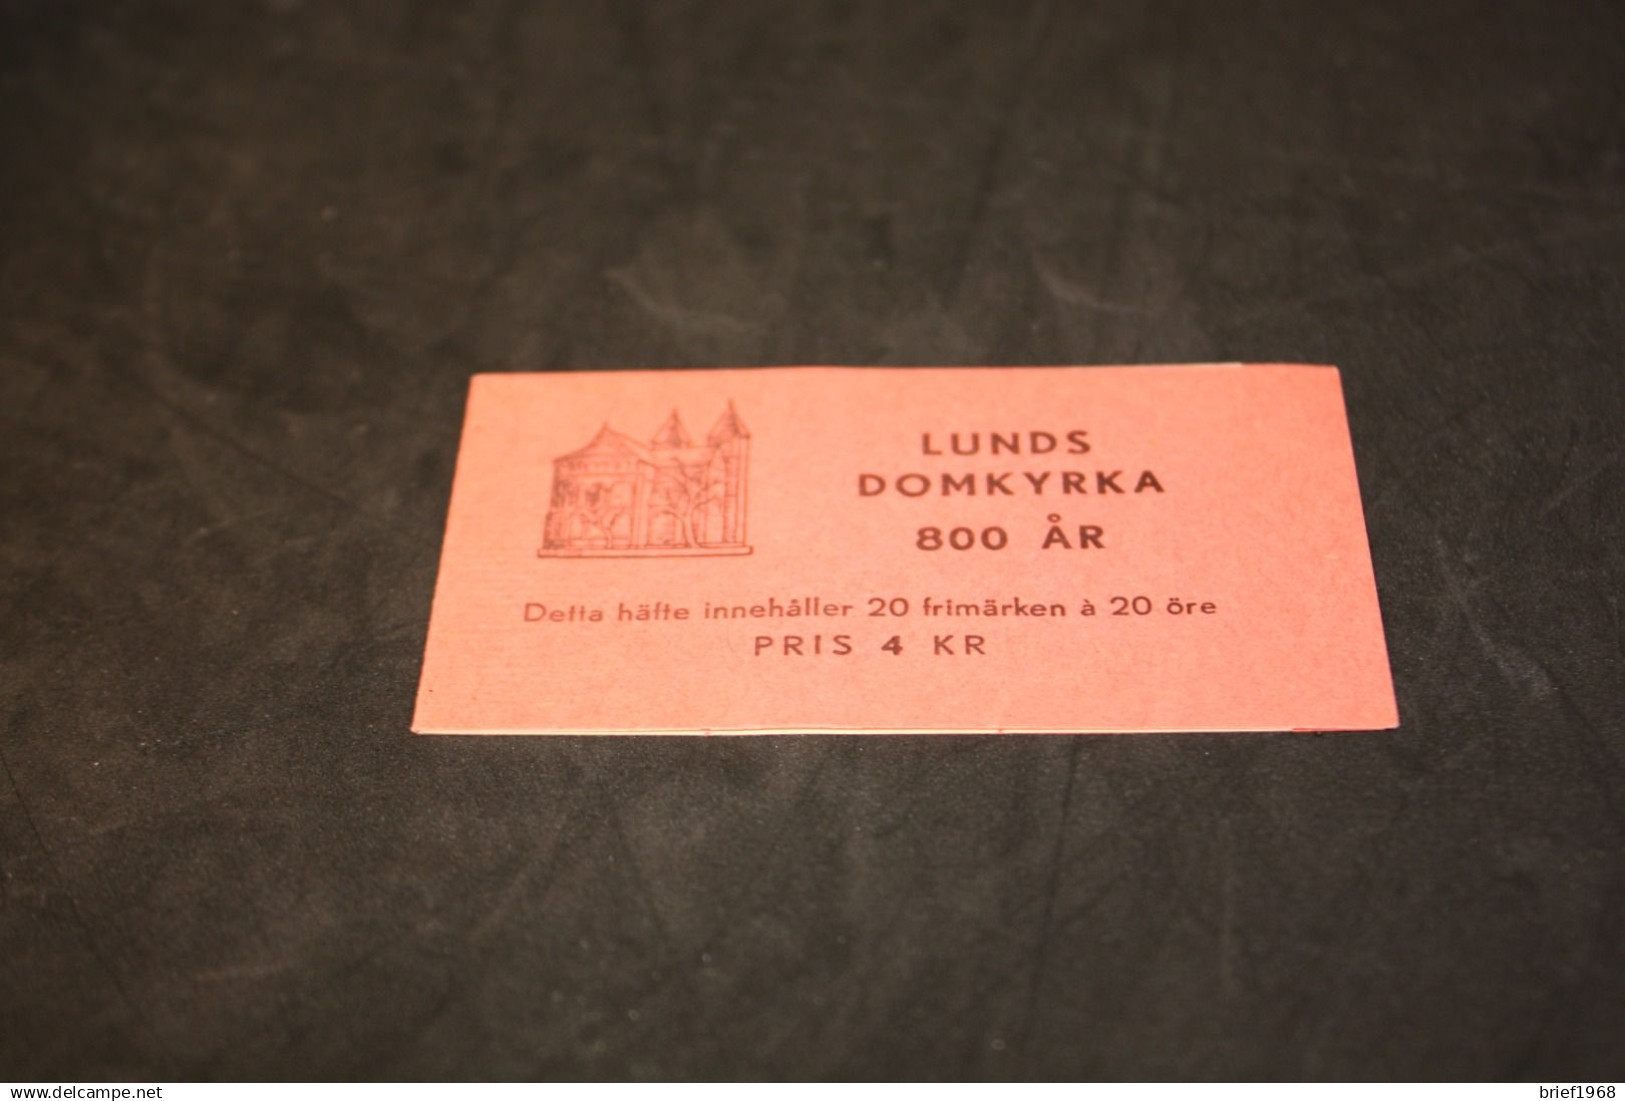 LUNDS
DOMKYRKA
800 ÅR
Detta häfte innehåller 20 frimärken à 20 öre
PRIS 4 KR
www.delcampe.net
brief1968